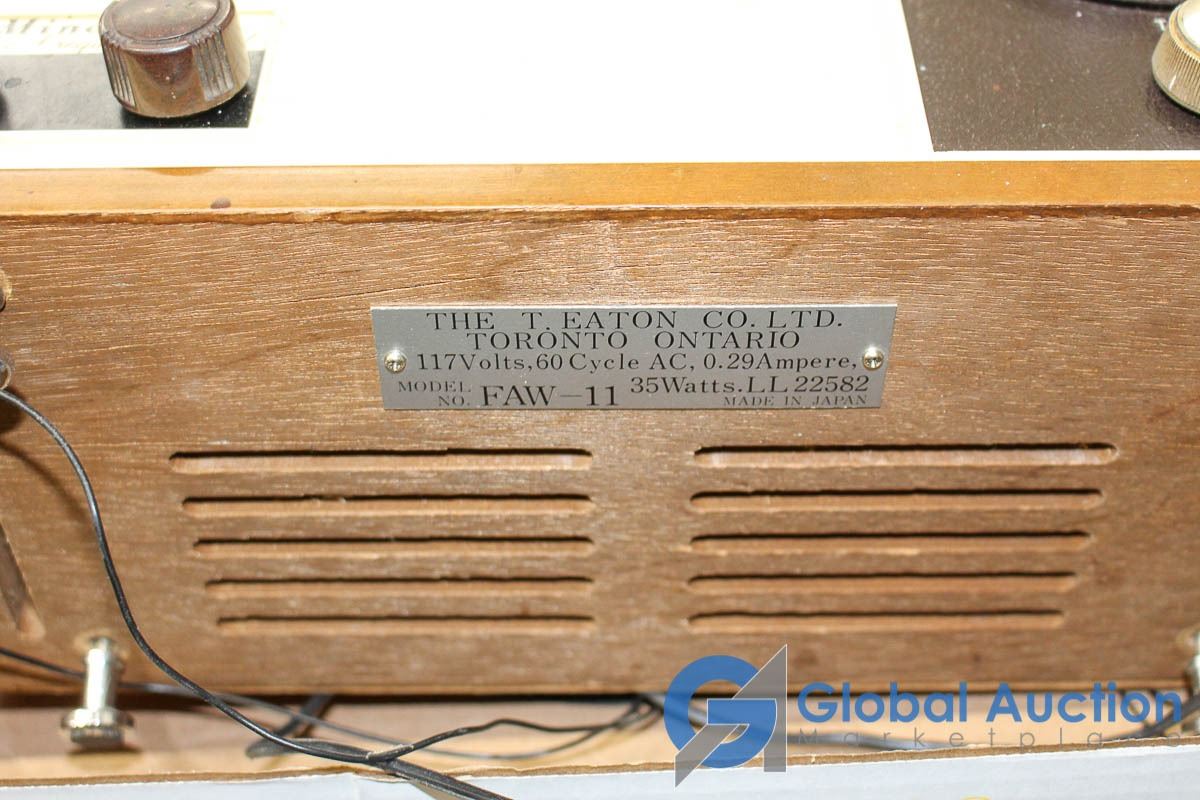 THE T. EATON CO. LTD.
TORONTO ONTARIO
117Volts, 60 Cycle AC, 0.29Ampere,
MODEL NO. FAW-11 35Watts. LL 22582
MADE IN JAPAN
Global Auction